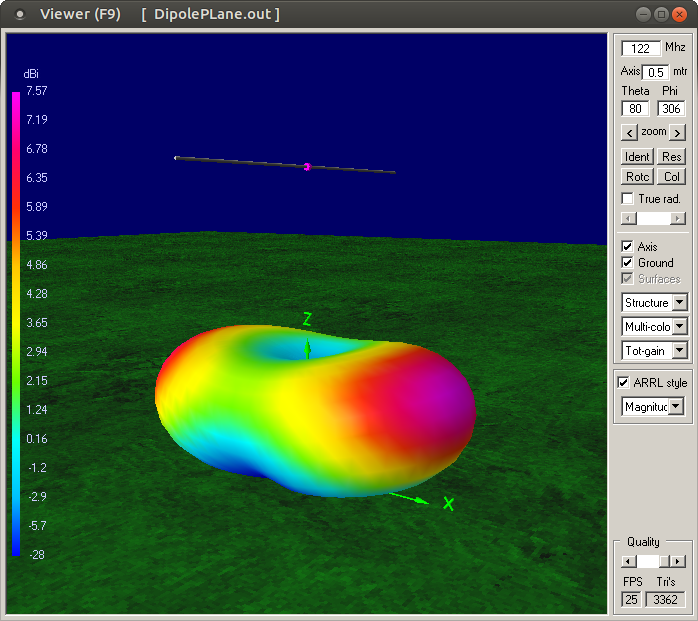 Viewer (F9) [ DipolePLane.out ]
dBi
7.57
7.19
6.78
6.35
5.89
5.39
4.86
4.28
3.65
2.94
2.15
1.24
0.16
-1.2
-2.9
-5.7
-28
Z
X
122 Mhz
Axis 0.5 mtr
Theta Phi
80 306
< zoom >
Ident Res
Rotc Col
True rad.
Axis
Ground
Surfaces
Structure
Multi-colo
Tot-gain
ARRL style
Magnituc
Quality
FPS Tri's
25 3362